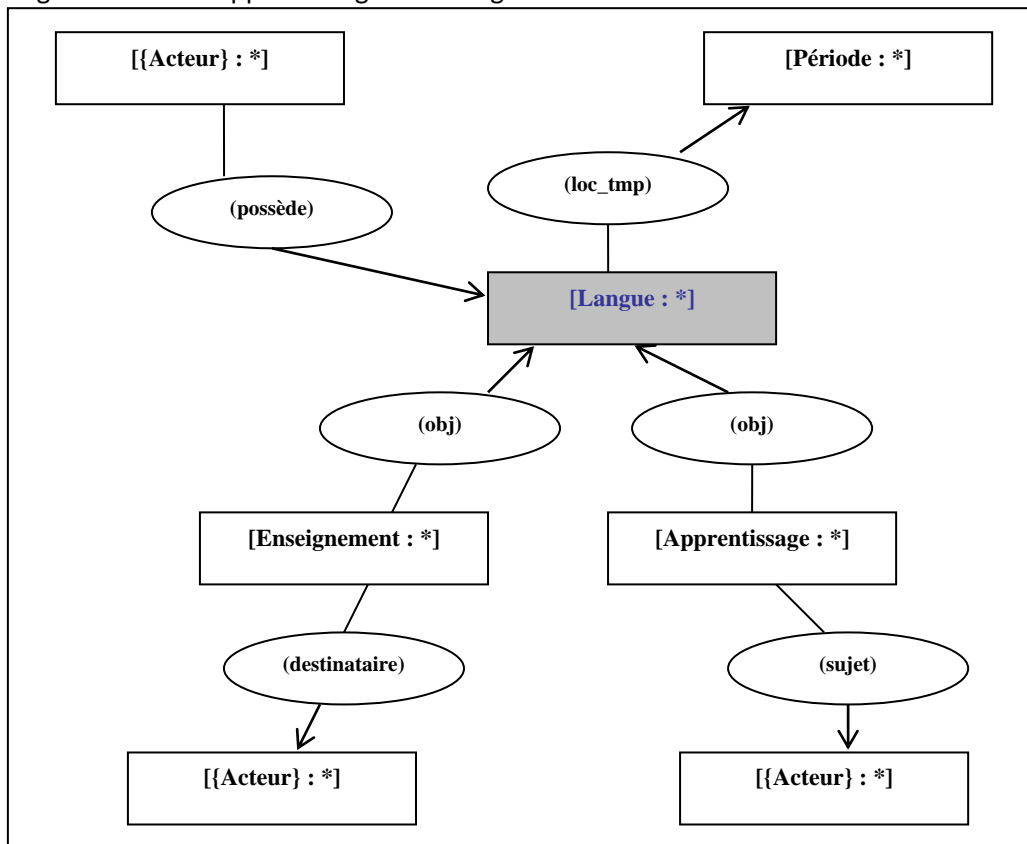 [{Acteur} : *]
[Période : *]
(loc_tmp)
(possède)
[Langue : *]
(obj)
(obj)
[Enseignement : *]
[Apprentissage : *]
(destinataire)
(sujet)
[{Acteur} : *]
[{Acteur} : *]